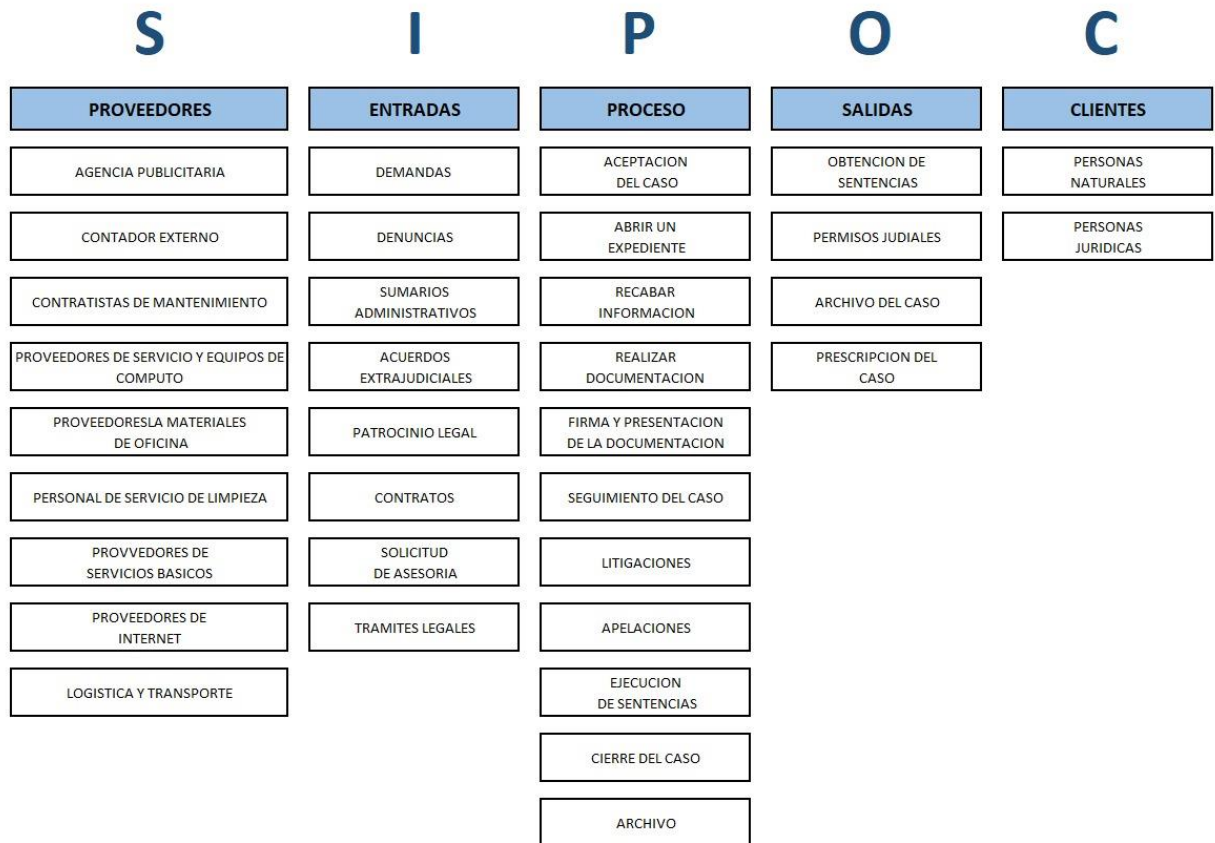 S I P O C
PROVEEDORES
AGENCIA PUBLICITARIA
CONTADOR EXTERNO
CONTRATISTAS DE MANTENIMIENTO
PROVEEDORES DE SERVICIO Y EQUIPOS DE
COMPUTO
PROVEEDORESLA MATERIALES
DE OFICINA
PERSONAL DE SERVICIO DE LIMPIEZA
PROVVEDORES DE
SERVICIOS BASICOS
PROVEEDORES DE
INTERNET
LOGISTICA Y TRANSPORTE
ENTRADAS
DEMANDAS
DENUNCIAS
SUMARIOS
ADMINISTRATIVOS
ACUERDOS
EXTRAJUDICIALES
PATROCINIO LEGAL
CONTRATOS
SOLICITUD
DE ASESORIA
TRAMITES LEGALES
PROCESO
ACEPTACION
DEL CASO
ABRIR UN
EXPEDIENTE
RECABAR
INFORMACION
REALIZAR
DOCUMENTACION
FIRMA Y PRESENTACION
DE LA DOCUMENTACION
SEGUIMIENTO DEL CASO
LITIGACIONES
APELACIONES
EJECUCION
DE SENTENCIAS
CIERRE DEL CASO
ARCHIVO
SALIDAS
OBTENCION DE
SENTENCIAS
PERMISOS JUDIALES
ARCHIVO DEL CASO
PRESCRIPCION DEL
CASO
CLIENTES
PERSONAS
NATURALES
PERSONAS
JURIDICAS